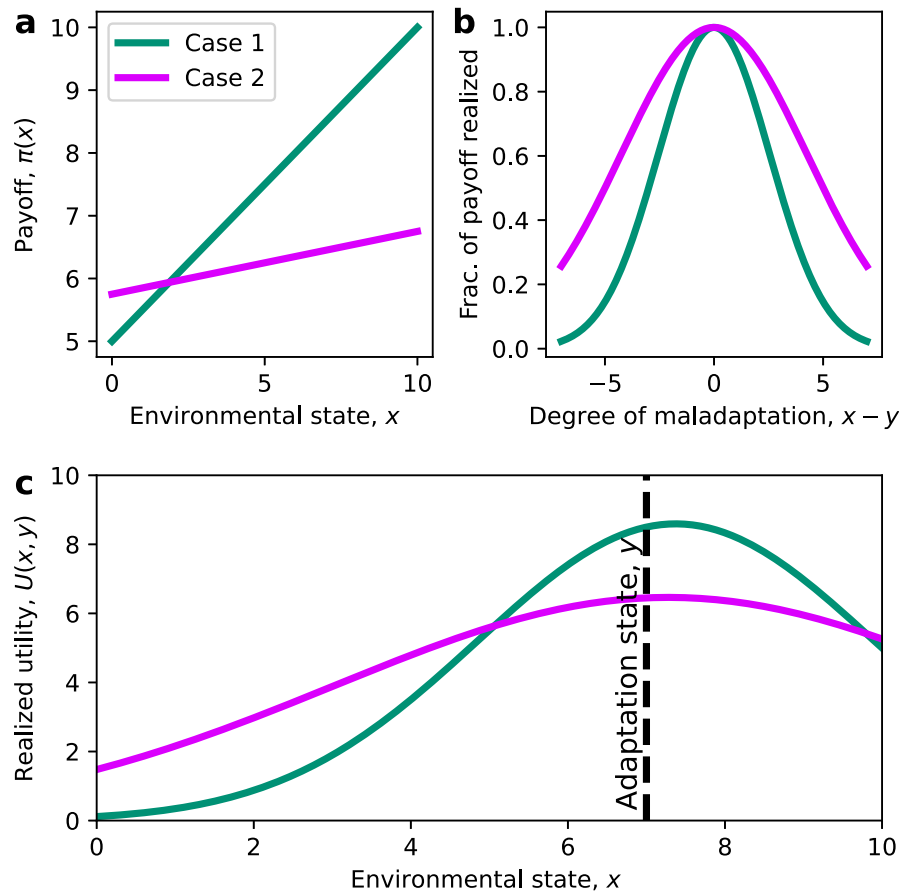 a
10
9
8
7
6
5
Payoff, π(x)
Case 1
Case 2
0
5
10
Environmental state, x
b
1.0
0.8
0.6
0.4
0.2
0.0
Frac. of payoff realized
−5
0
5
Degree of maladaptation, x − y
c
10
8
6
4
2
0
Realized utility, U(x, y)
Adaptation state, y
0
2
4
6
8
10
Environmental state, x